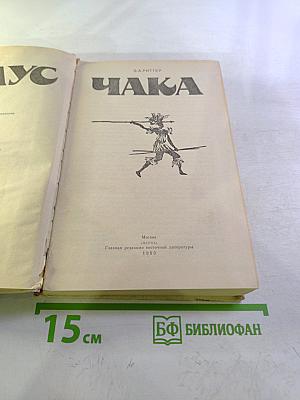 УС
Э.А.РИТТЕР
ЧАКА
Москва
«НАУКА»
Главная редакция восточной литературы
1989
15 см
БФ БИБЛИОФАН